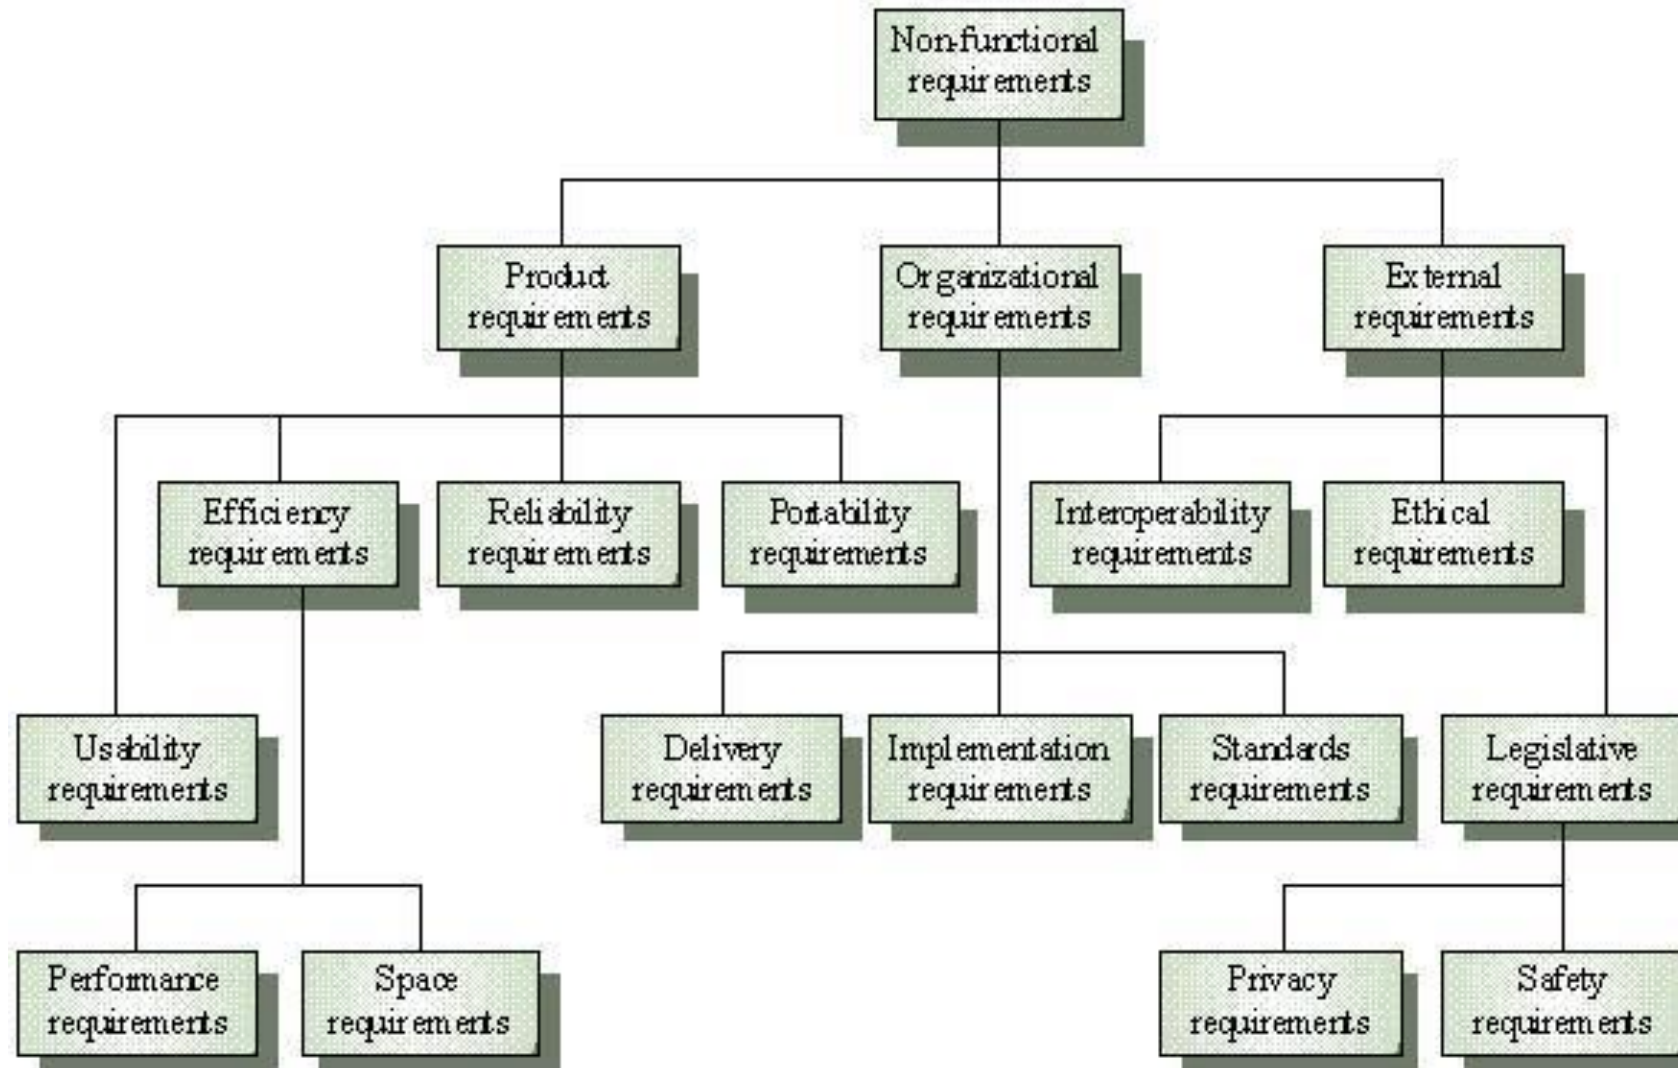 Non-functional
requirements
Product
requirements
Organizational
requirements
External
requirements
Efficiency
requirements
Reliability
requirements
Portability
requirements
Interoperability
requirements
Ethical
requirements
Usability
requirements
Delivery
requirements
Implementation
requirements
Standards
requirements
Legislative
requirements
Performance
requirements
Space
requirements
Privacy
requirements
Safety
requirements